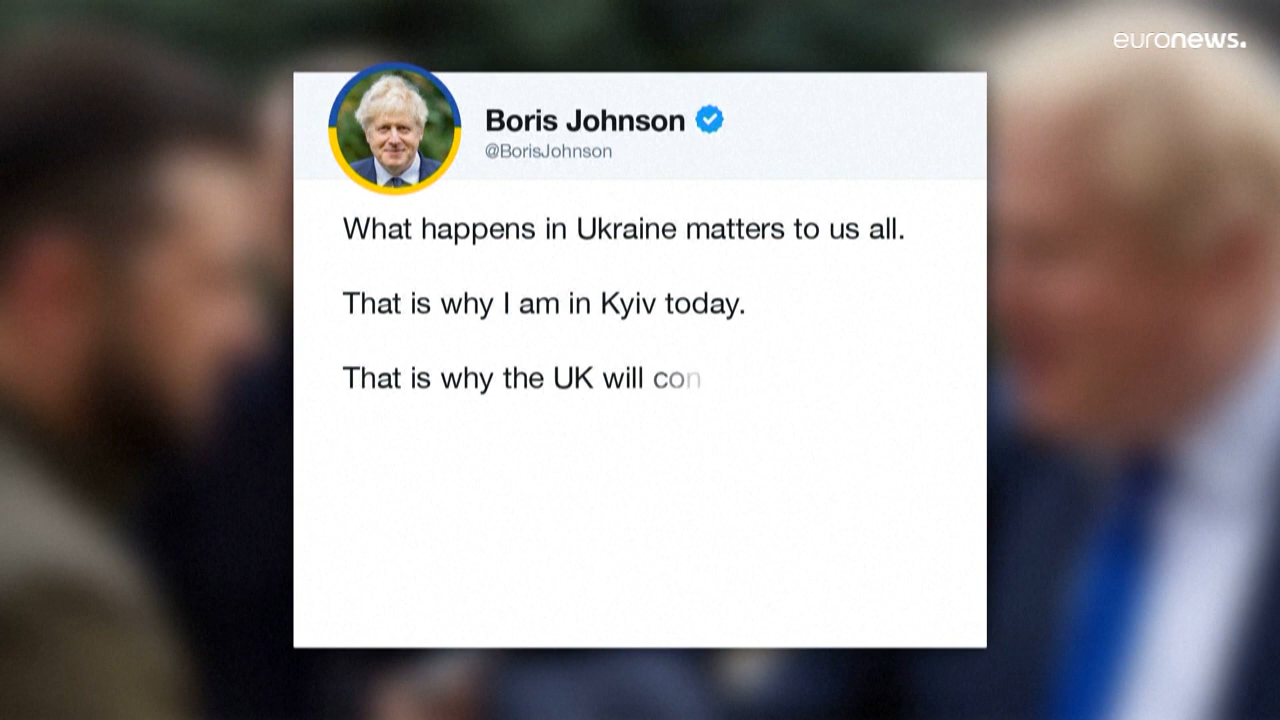 euronews.
Boris Johnson
@BorisJohnson
What happens in Ukraine matters to us all.
That is why I am in Kyiv today.
That is why the UK will con